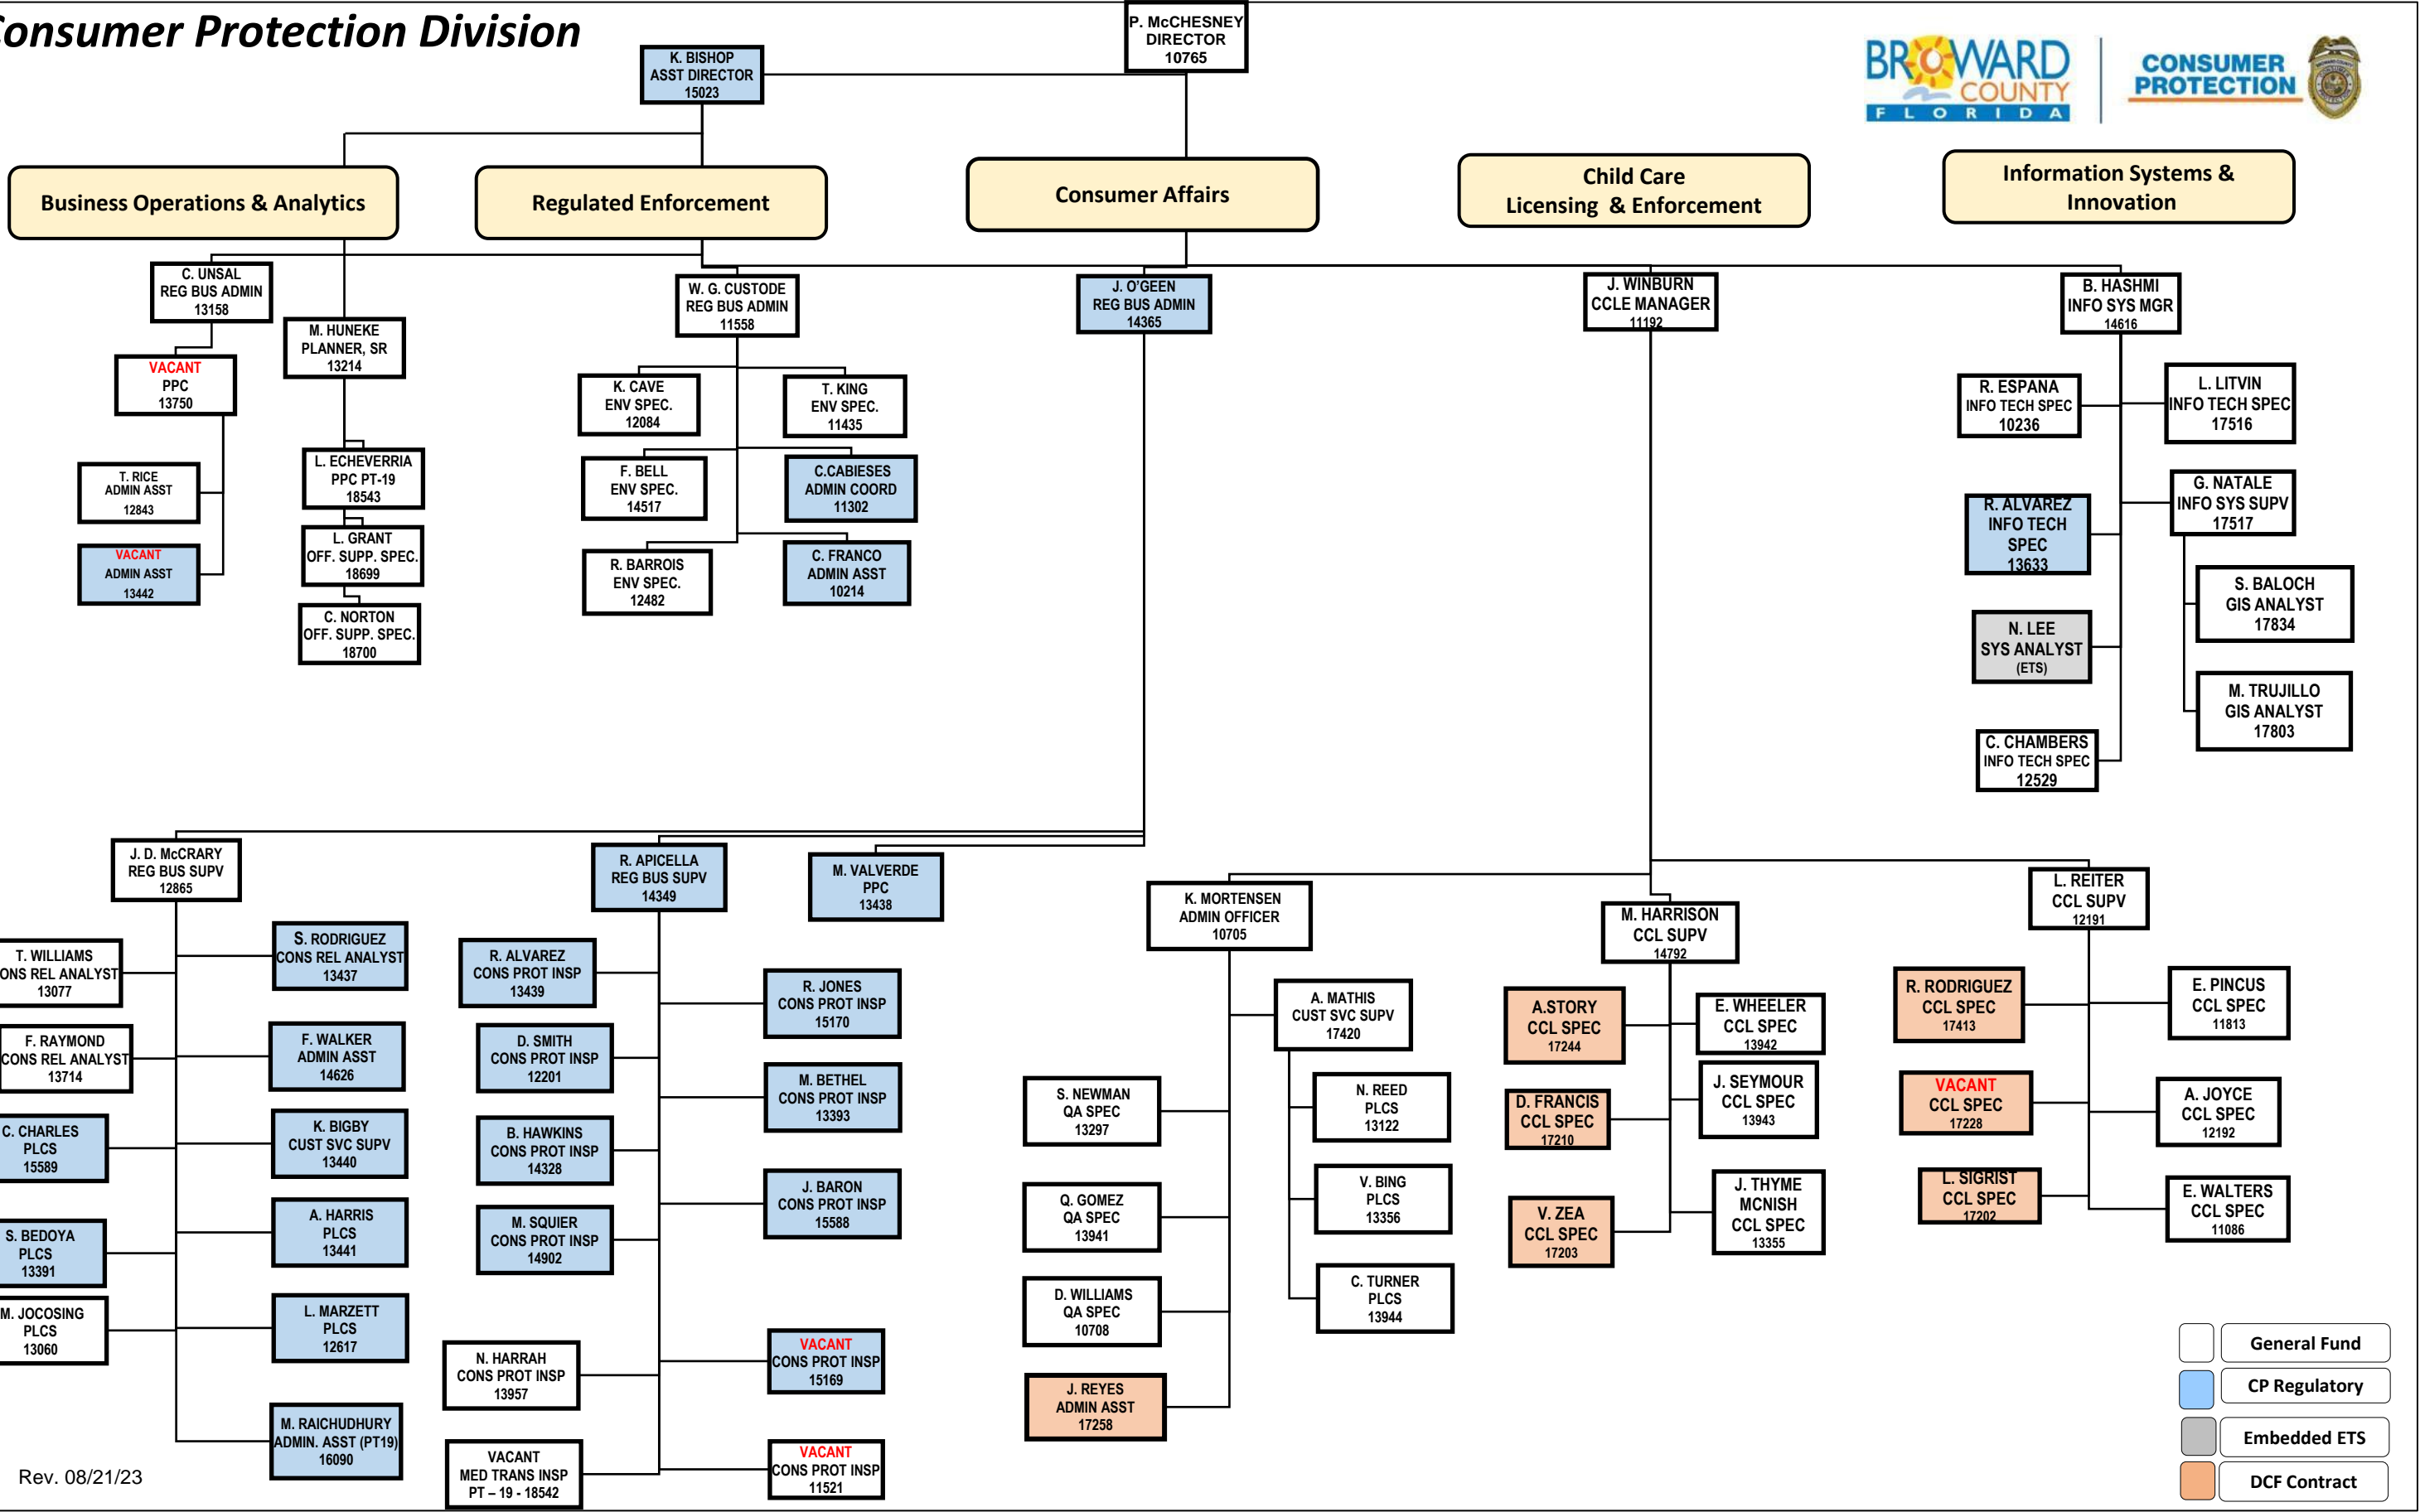 onsumer Protection Division
P. McCHESNEY
DIRECTOR
10765
K. BISHOP
ASST DIRECTOR
15023
BROWARD
COUNTY
FLORIDA
CONSUMER
PROTECTION
Business Operations & Analytics
Regulated Enforcement
Consumer Affairs
Child Care
Licensing & Enforcement
Information Systems &
Innovation
C. UNSAL
REG BUS ADMIN
13158
M. HUNEKE
PLANNER, SR
13214
VACANT
PPC
13750
T. RICE
ADMIN ASST
12843
VACANT
ADMIN ASST
13442
L. ECHEVERRIA
PPC PT-19
18543
L. GRANT
OFF. SUPP. SPEC.
18699
C. NORTON
OFF. SUPP. SPEC.
18700
W. G. CUSTODE
REG BUS ADMIN
11558
K. CAVE
ENV SPEC.
12084
T. KING
ENV SPEC.
11435
F. BELL
ENV SPEC.
14517
C.CABIESES
ADMIN COORD
11302
R. BARROIS
ENV SPEC.
12482
C. FRANCO
ADMIN ASST
10214
J. O'GEEN
REG BUS ADMIN
14365
J. WINBURN
CCLE MANAGER
11192
B. HASHMI
INFO SYS MGR
14616
R. ESPANA
INFO TECH SPEC
10236
L. LITVIN
INFO TECH SPEC
17516
R. ALVAREZ
INFO TECH
SPEC
13633
G. NATALE
INFO SYS SUPV
17517
N. LEE
SYS ANALYST
(ETS)
S. BALOCH
GIS ANALYST
17834
M. TRUJILLO
GIS ANALYST
17803
C. CHAMBERS
INFO TECH SPEC
12529
J. D. McCRARY
REG BUS SUPV
12865
T. WILLIAMS
ONS REL ANALYST
13077
S. RODRIGUEZ
CONS REL ANALYST
13437
F. RAYMOND
CONS REL ANALYST
13714
F. WALKER
ADMIN ASST
14626
C. CHARLES
PLCS
15589
K. BIGBY
CUST SVC SUPV
13440
S. BEDOYA
PLCS
13391
A. HARRIS
PLCS
13441
M. JOCOSING
PLCS
13060
L. MARZETT
PLCS
12617
M. RAICHUDHURY
ADMIN. ASST (PT19)
16090
R. APICELLA
REG BUS SUPV
14349
M. VALVERDE
PPC
13438
R. ALVAREZ
CONS PROT INSP
13439
R. JONES
CONS PROT INSP
15170
D. SMITH
CONS PROT INSP
12201
M. BETHEL
CONS PROT INSP
13393
B. HAWKINS
CONS PROT INSP
14328
J. BARON
CONS PROT INSP
15588
M. SQUIER
CONS PROT INSP
14902
N. HARRAH
CONS PROT INSP
13957
VACANT
CONS PROT INSP
15169
VACANT
MED TRANS INSP
PT – 19 - 18542
VACANT
CONS PROT INSP
11521
K. MORTENSEN
ADMIN OFFICER
10705
A. MATHIS
CUST SVC SUPV
17420
S. NEWMAN
QA SPEC
13297
N. REED
PLCS
13122
Q. GOMEZ
QA SPEC
13941
V. BING
PLCS
13356
D. WILLIAMS
QA SPEC
10708
C. TURNER
PLCS
13944
J. REYES
ADMIN ASST
17258
M. HARRISON
CCL SUPV
14792
A.STORY
CCL SPEC
17244
E. WHEELER
CCL SPEC
13942
D. FRANCIS
CCL SPEC
17210
J. SEYMOUR
CCL SPEC
13943
V. ZEA
CCL SPEC
17203
J. THYME
MCNISH
CCL SPEC
13355
L. REITER
CCL SUPV
12191
R. RODRIGUEZ
CCL SPEC
17413
E. PINCUS
CCL SPEC
11813
VACANT
CCL SPEC
17228
A. JOYCE
CCL SPEC
12192
L. SIGRIST
CCL SPEC
17202
E. WALTERS
CCL SPEC
11086
General Fund
CP Regulatory
Embedded ETS
DCF Contract
Rev. 08/21/23